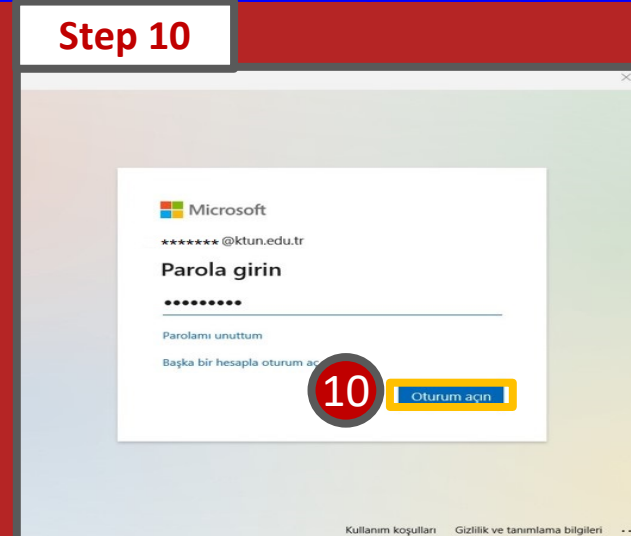 Step 10
Microsoft
******* @ktun.edu.tr
Parola girin
•••••••••
Parolamı unuttum
Başka bir hesapla oturum aç
10
Oturum açın
Kullanım koşulları Gizlilik ve tanımlama bilgileri